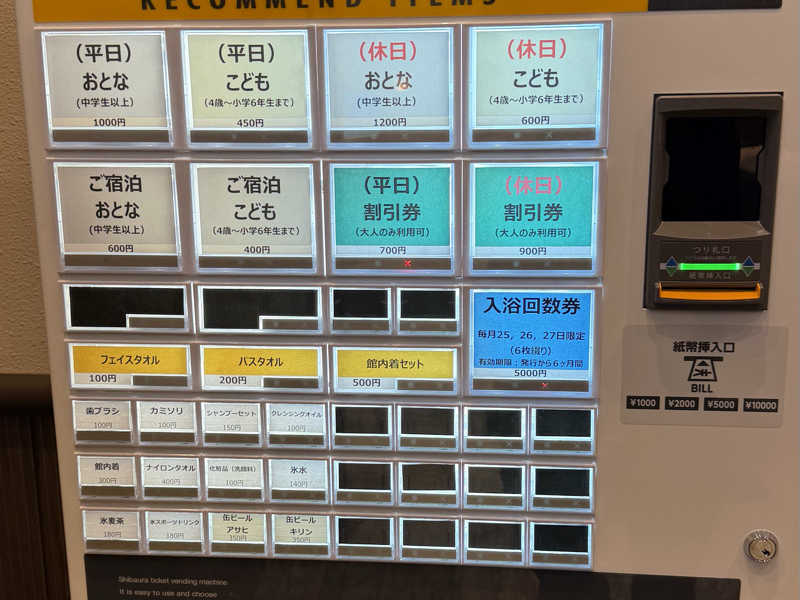 RECOMMEND ITEMS
(平日)
おとな
(中学生以上)
1000円
(平日)
こども
(4歳~小学6年生まで)
450円
(休日)
おとな
(中学生以上)
1200円
(休日)
こども
(4歳~小学6年生まで)
600円
ご宿泊
おとな
(中学生以上)
600円
ご宿泊
こども
(4歳~小学6年生まで)
400円
(平日)
割引券
(大人のみ利用可)
700円
(休日)
割引券
(大人のみ利用可)
900円
入浴回数券
毎月25, 26, 27日限定
(6枚綴り)
有効期限:発行から6ヶ月間
5000円
フェイスタオル
100円
バスタオル
200円
館内着セット
500円
歯ブラシ
100円
カミソリ
100円
シャンプーセット
150円
クレンジングオイル
100円
館内着
300円
ナイロンタオル
400円
化粧品(洗顔料)
100円
氷水
140円
氷麦茶
180円
氷スポーツドリンク
180円
缶ビール
アサヒ
350円
缶ビール
キリン
350円
つり札口
紙幣挿入口
紙幣挿入口
BILL
¥1000 ¥2000 ¥5000 ¥10000
Shibaura ticket vending machine
It is easy to use and choose